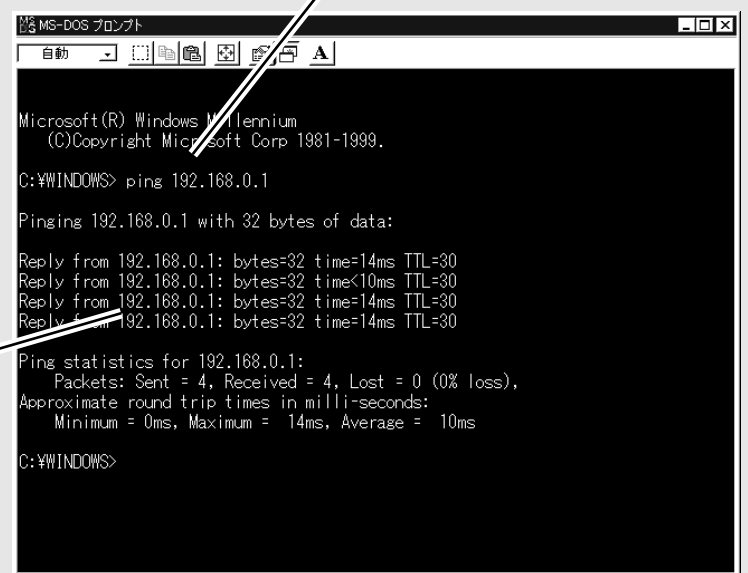 MS-DOS プロンプト
自動
A
Microsoft(R) Windows Millennium
(C)Copyright Microsoft Corp 1981-1999.
C:¥WINDOWS> ping 192.168.0.1
Pinging 192.168.0.1 with 32 bytes of data:
Reply from 192.168.0.1: bytes=32 time=14ms TTL=30
Reply from 192.168.0.1: bytes=32 time<10ms TTL=30
Reply from 192.168.0.1: bytes=32 time=14ms TTL=30
Reply from 192.168.0.1: bytes=32 time=14ms TTL=30
Ping statistics for 192.168.0.1:
Packets: Sent = 4, Received = 4, Lost = 0 (0% loss),
Approximate round trip times in milli-seconds:
Minimum = 0ms, Maximum =  14ms, Average =  10ms
C:¥WINDOWS>